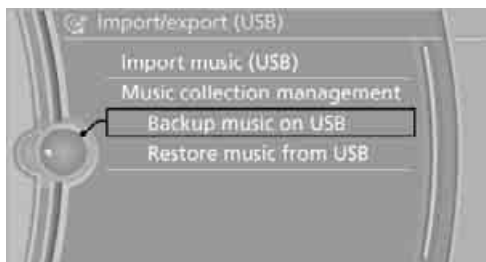 Import/export (USB)
Import music (USB)
Music collection management
Backup music on USB
Restore music from USB